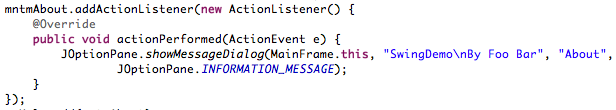 mntmAbout.addActionListener(new ActionListener() {
    @Override
    public void actionPerformed(ActionEvent e) {
        JOptionPane.showMessageDialog(MainFrame.this, "SwingDemo\nBy Foo Bar", "About",
                JOptionPane.INFORMATION_MESSAGE);
    }
});